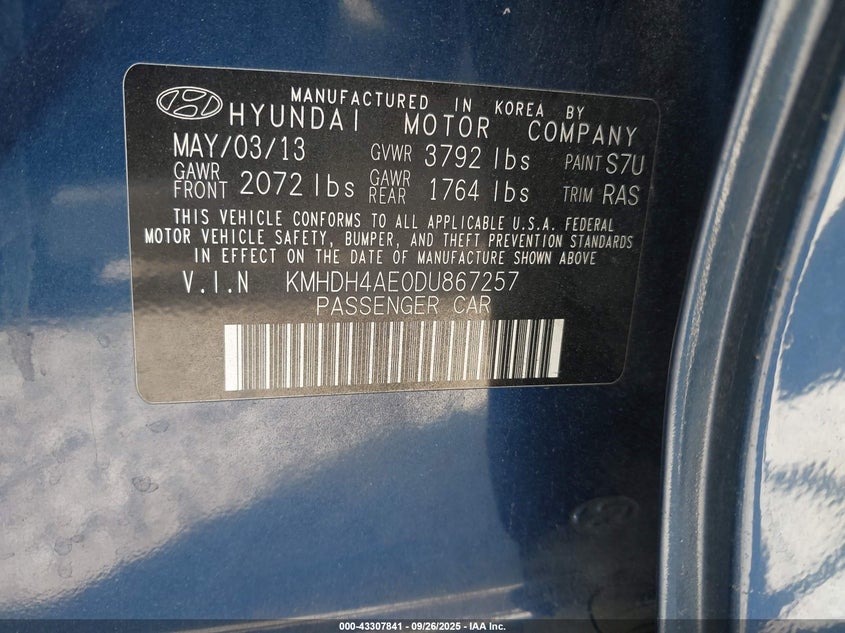 MANUFACTURED IN KOREA BY
HYUNDAI MOTOR COMPANY
MAY/03/13 GVWR 3792 lbs PAINT S7U
GAWR FRONT 2072 lbs GAWR REAR 1764 lbs TRIM RAS
THIS VEHICLE CONFORMS TO ALL APPLICABLE U.S.A. FEDERAL
MOTOR VEHICLE SAFETY, BUMPER, AND THEFT PREVENTION STANDARDS
IN EFFECT ON THE DATE OF MANUFACTURE SHOWN ABOVE
V.I.N KMHDH4AE0DU867257
PASSENGER CAR
000-43307841 - 09/26/2025 - IAA Inc.